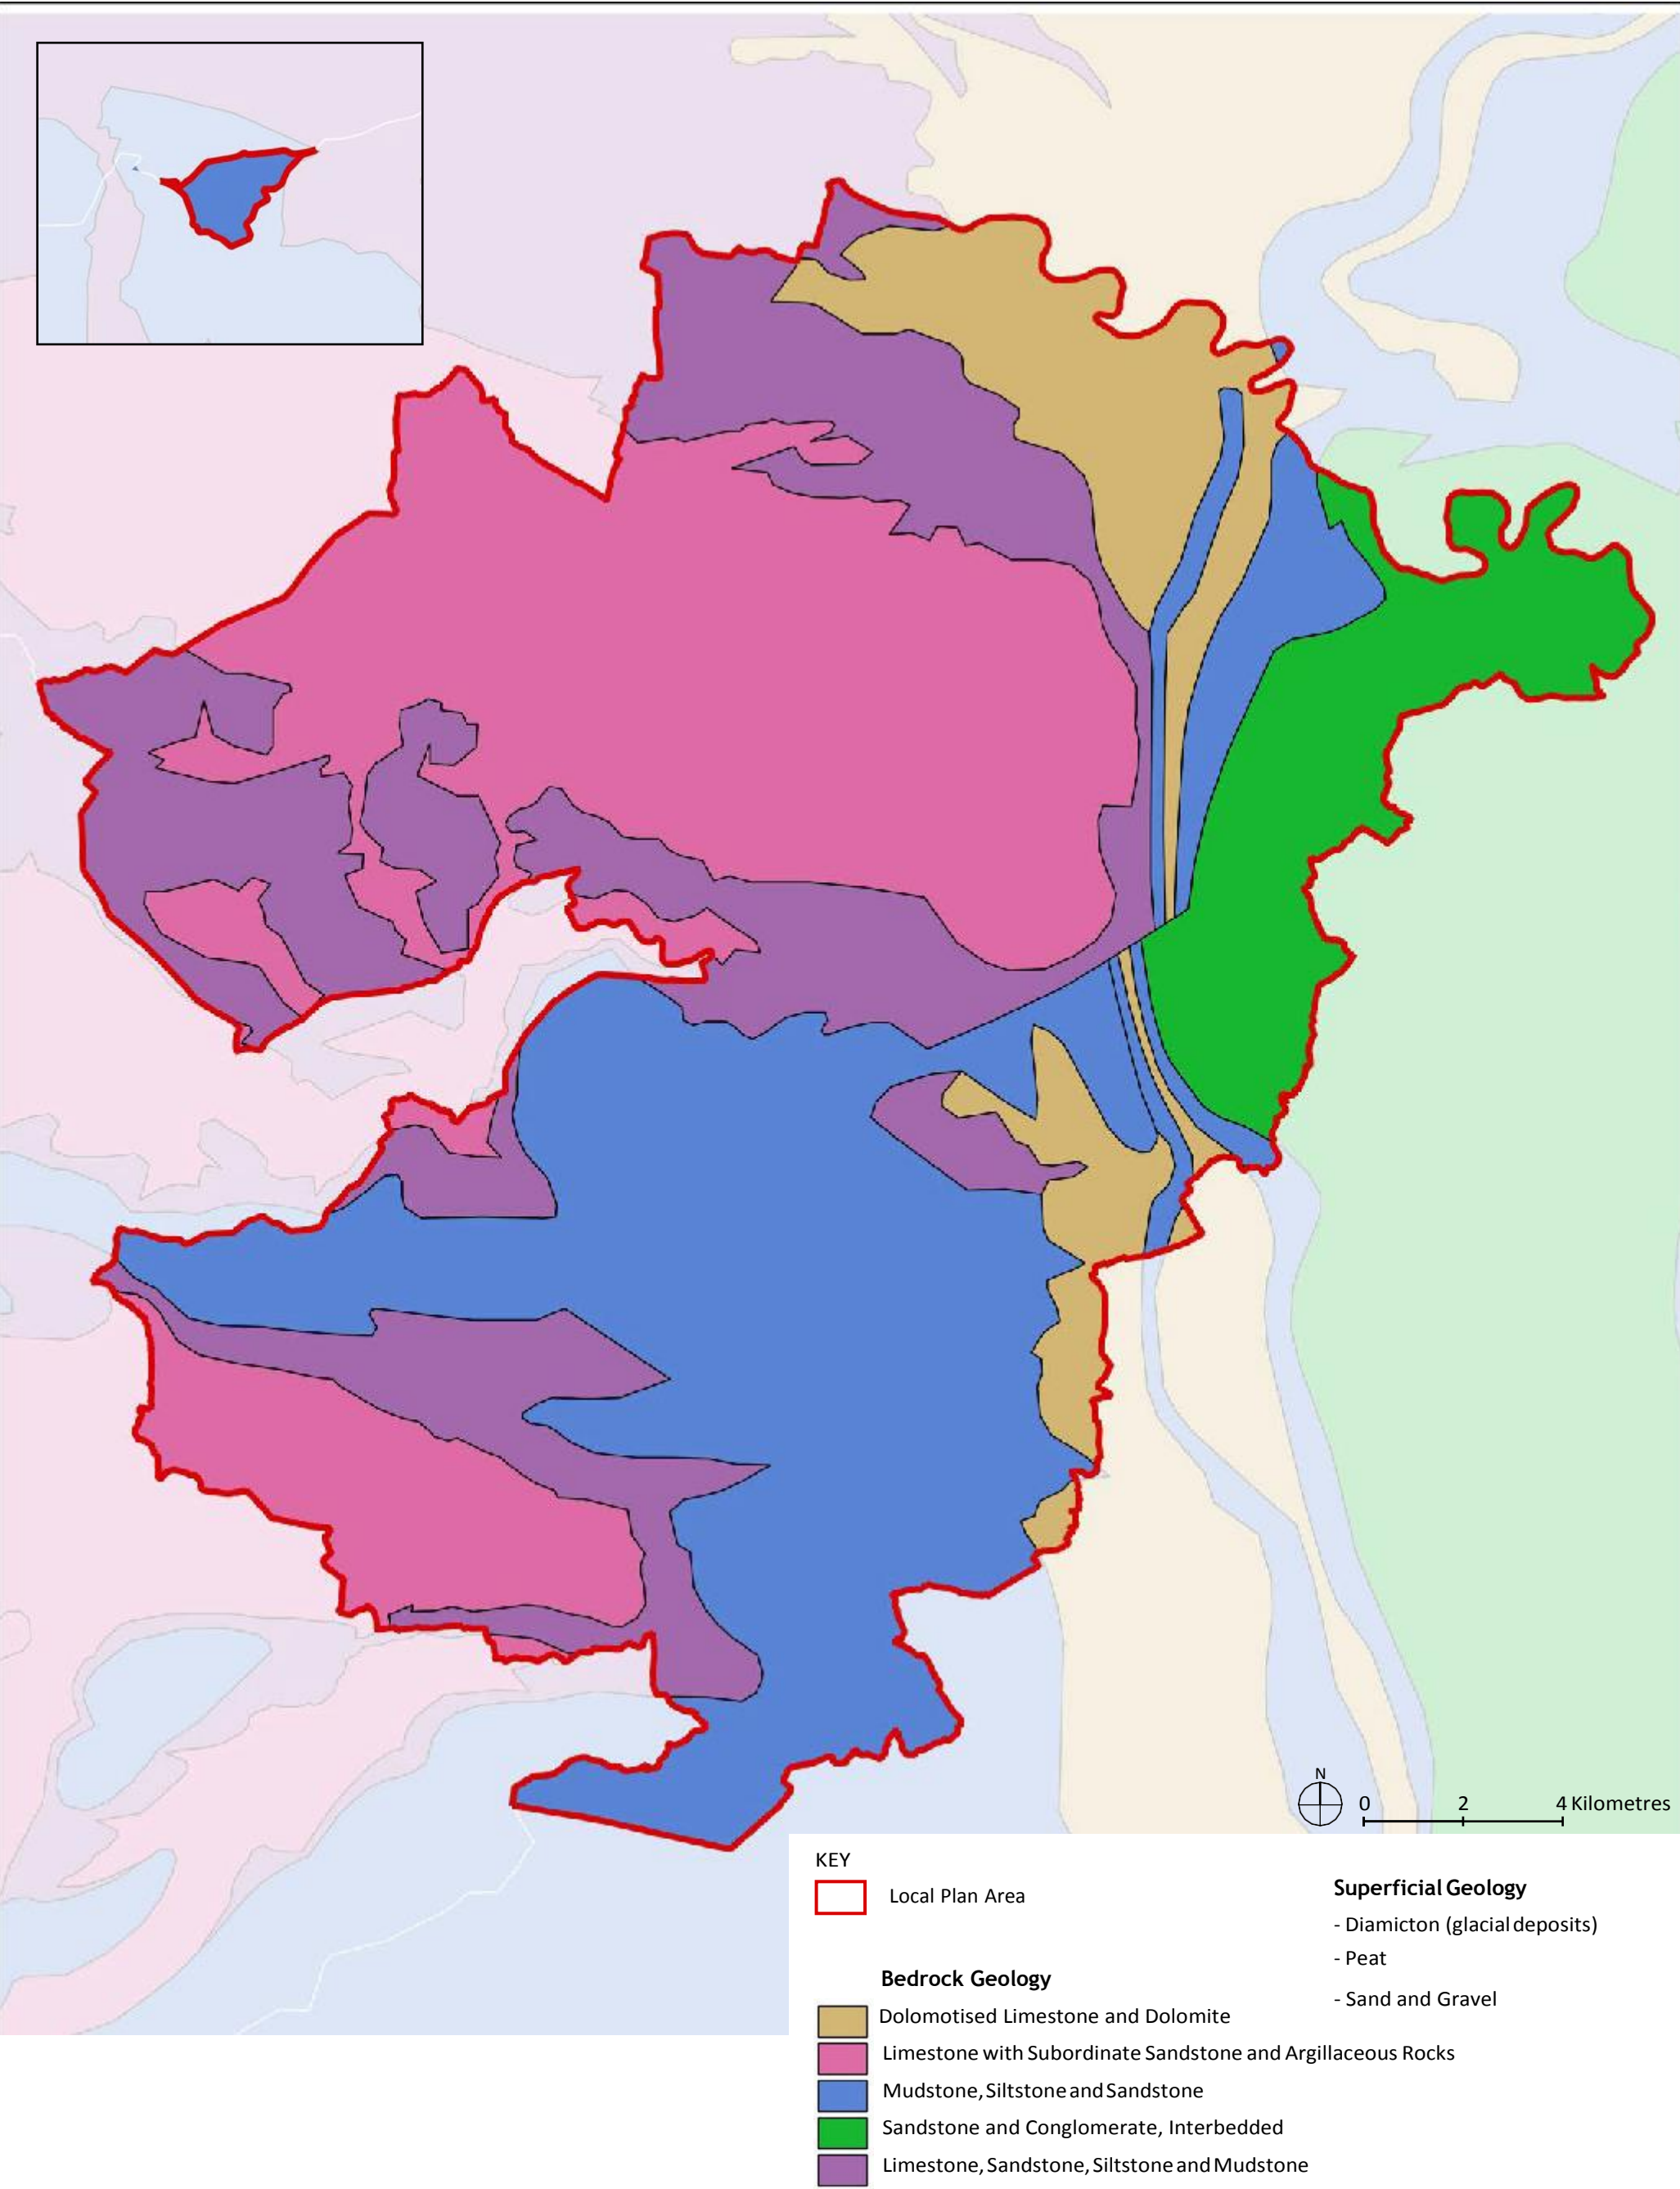 N
0 2 4 Kilometres
KEY
Local Plan Area
Superficial Geology
- Diamicton (glacial deposits)
- Peat
- Sand and Gravel
Bedrock Geology
Dolomotised Limestone and Dolomite
Limestone with Subordinate Sandstone and Argillaceous Rocks
Mudstone, Siltstone and Sandstone
Sandstone and Conglomerate, Interbedded
Limestone, Sandstone, Siltstone and Mudstone